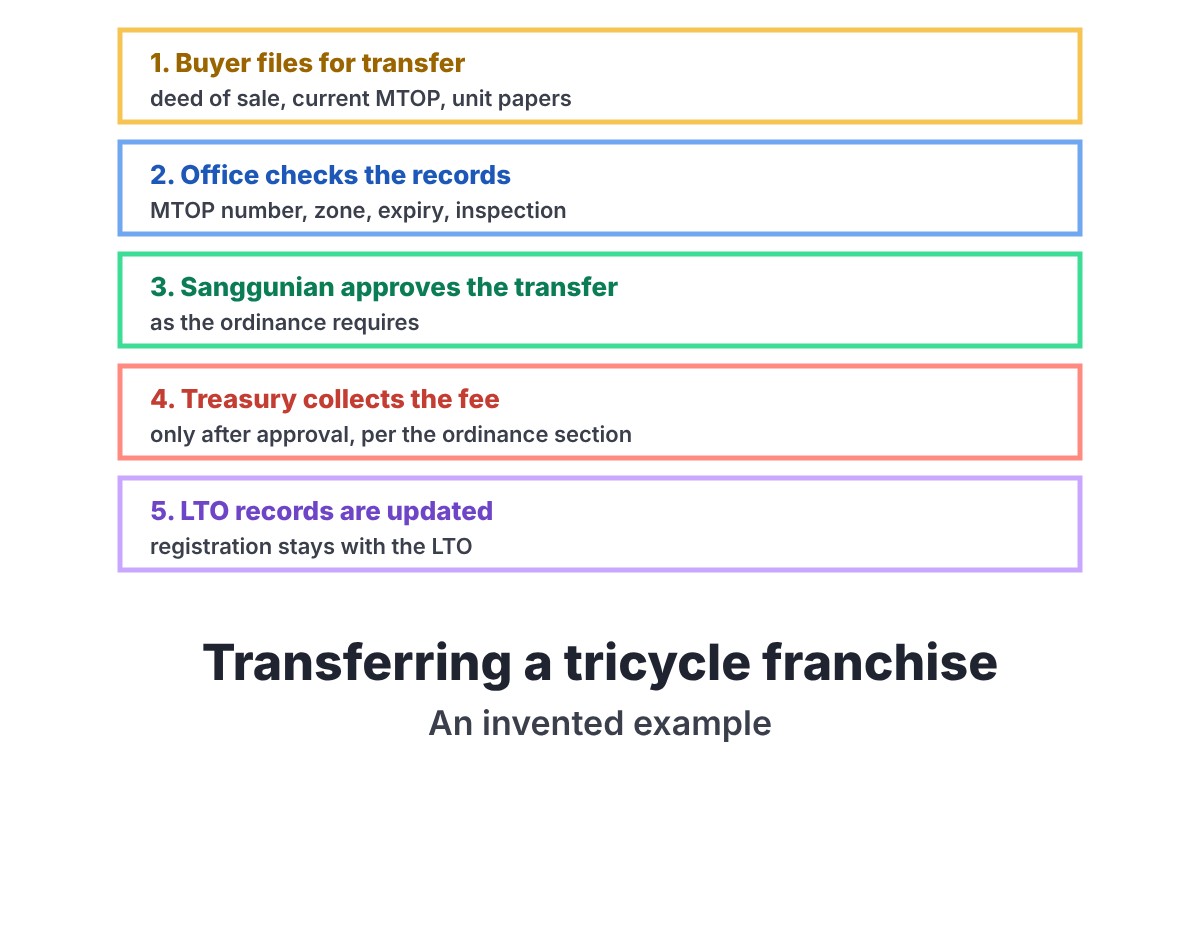 1. Buyer files for transfer
deed of sale, current MTOP, unit papers
2. Office checks the records
MTOP number, zone, expiry, inspection
3. Sanggunian approves the transfer
as the ordinance requires
4. Treasury collects the fee
only after approval, per the ordinance section
5. LTO records are updated
registration stays with the LTO
Transferring a tricycle franchise
An invented example